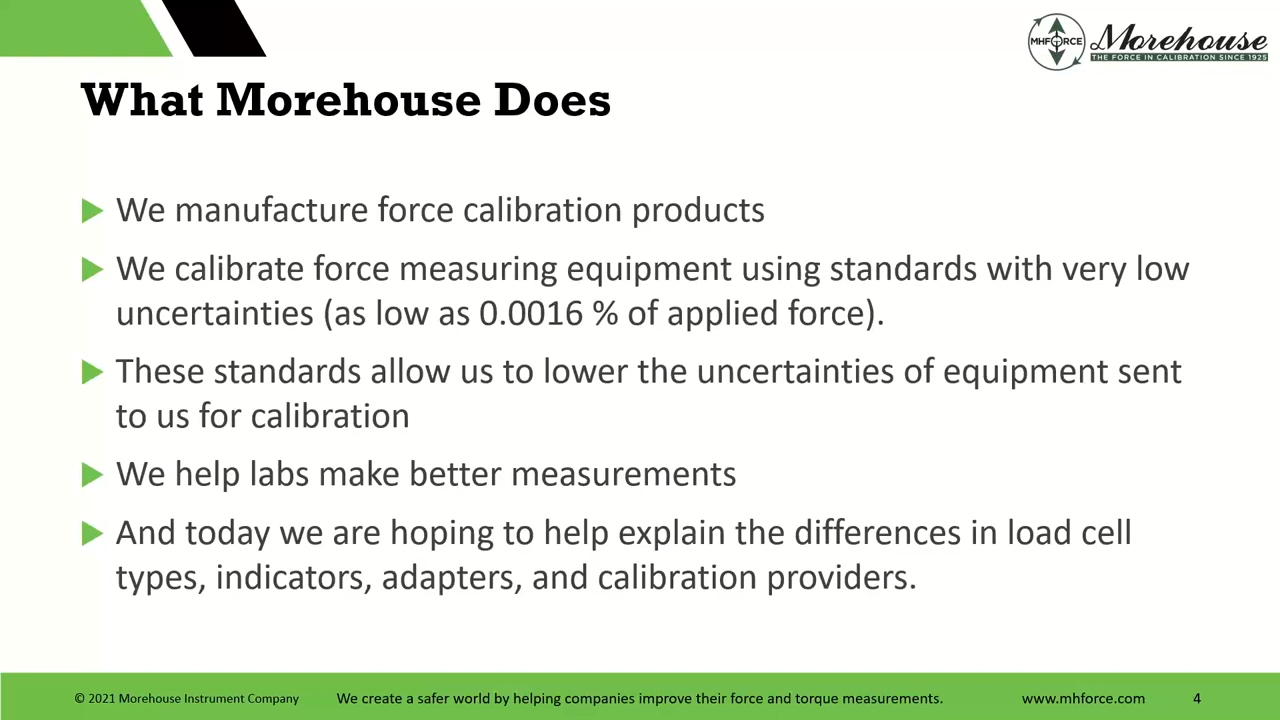 MHFORCE
Morehouse
THE FORCE IN CALIBRATION SINCE 1925
What Morehouse Does
We manufacture force calibration products
We calibrate force measuring equipment using standards with very low
uncertainties (as low as 0.0016 % of applied force).
These standards allow us to lower the uncertainties of equipment sent
to us for calibration
We help labs make better measurements
And today we are hoping to help explain the differences in load cell
types, indicators, adapters, and calibration providers.
© 2021 Morehouse Instrument Company
We create a safer world by helping companies improve their force and torque measurements.
www.mhforce.com
4